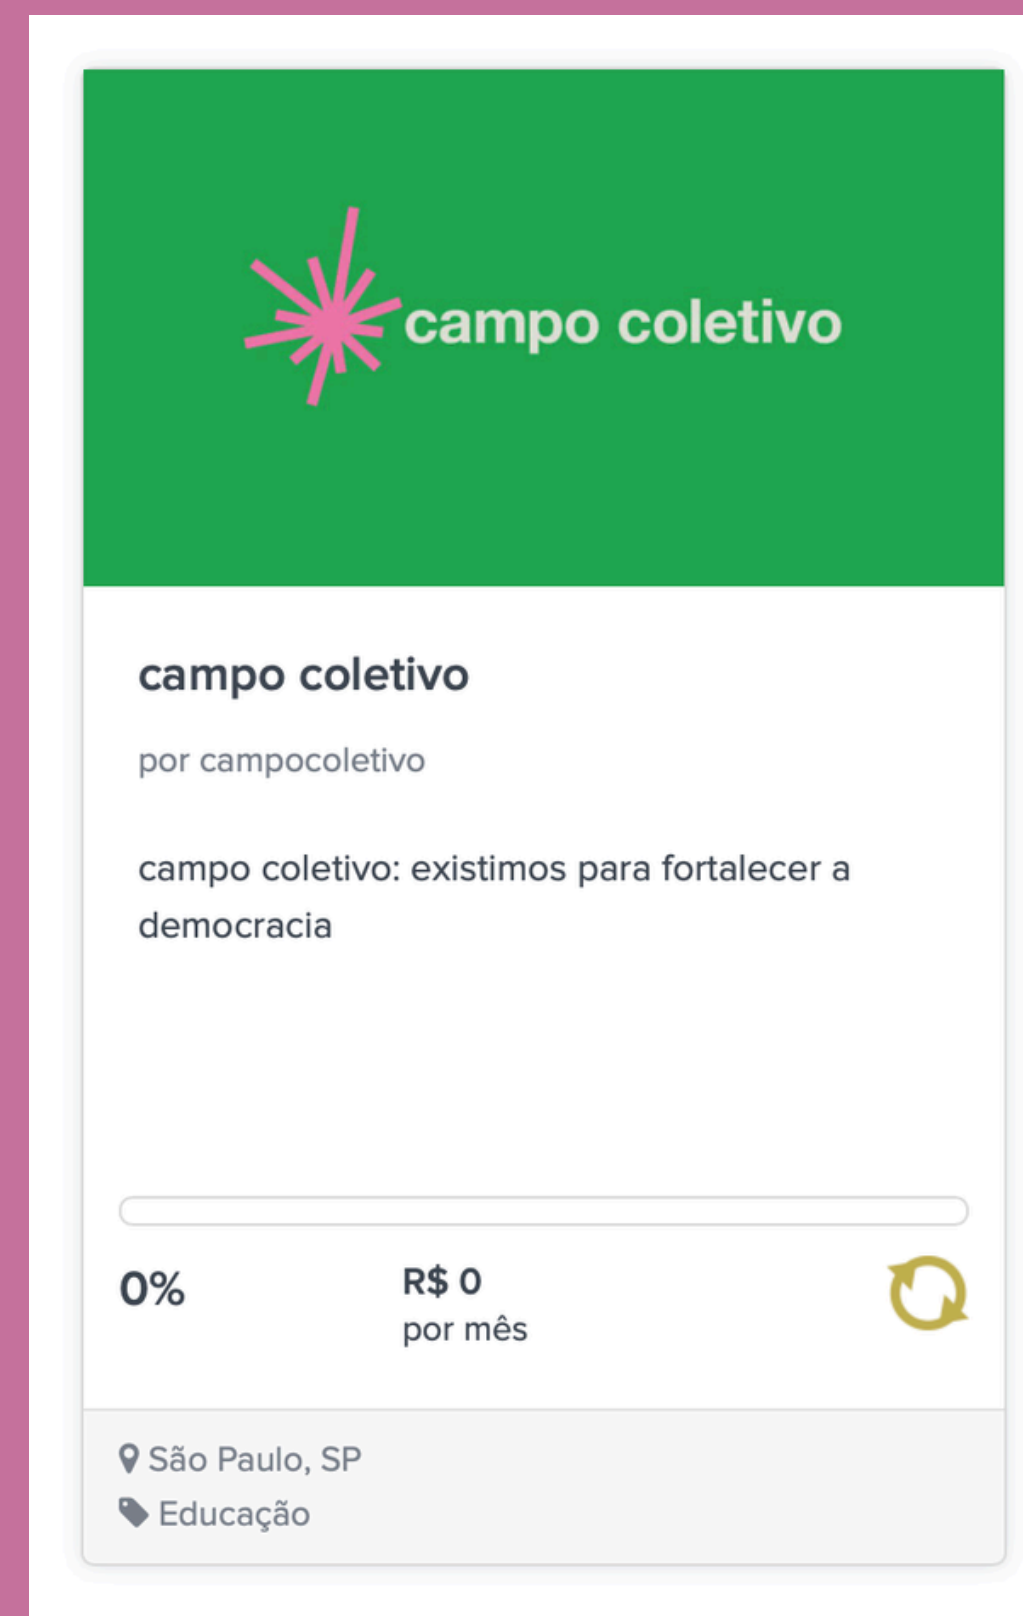 campo coletivo
campo coletivo
por campocoletivo
campo coletivo: existimos para fortalecer a
democracia
0%
R$ 0
por mês
São Paulo, SP
Educação